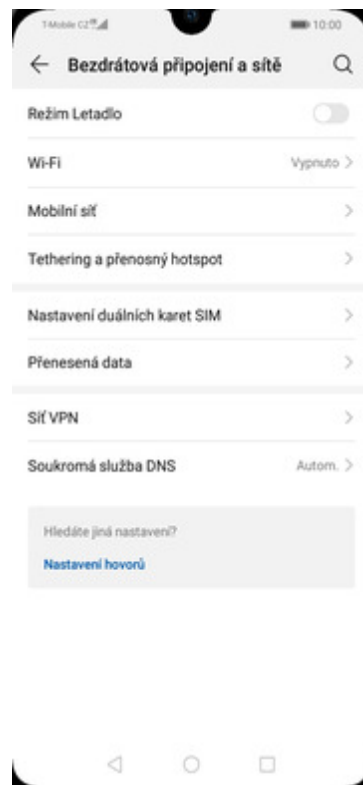 T-Mobile CZ 10:00
Bezdrátová připojení a sítě
Režim Letadlo
Wi-Fi Vypnuto
Mobilní síť
Tethering a přenosný hotspot
Nastavení duálních karet SIM
Přenesená data
Síť VPN
Soukromá služba DNS Autom.
Hledáte jiná nastavení?
Nastavení hovorů